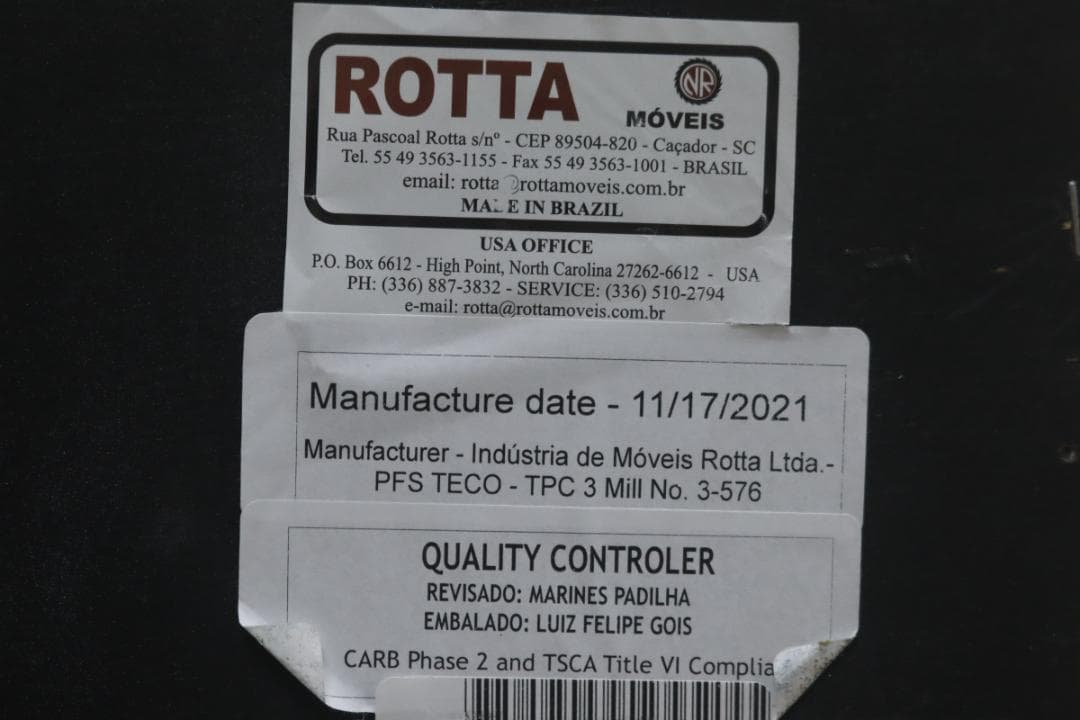 ROTTA
NR
MÓVEIS
Rua Pascoal Rotta s/nº - CEP 89504-820 - Caçador - SC
Tel. 55 49 3563-1155 - Fax 55 49 3563-1001 - BRASIL
email: rotta@rottamoveis.com.br
MADE IN BRAZIL
USA OFFICE
P.O. Box 6612 - High Point, North Carolina 27262-6612 - USA
PH: (336) 887-3832 - SERVICE: (336) 510-2794
e-mail: rotta@rottamoveis.com.br
Manufacture date - 11/17/2021
Manufacturer - Indústria de Móveis Rotta Ltda.-
PFS TECO - TPC 3 Mill No. 3-576
QUALITY CONTROLER
REVISADO: MARINES PADILHA
EMBALADO: LUIZ FELIPE GOIS
CARB Phase 2 and TSCA Title VI Complia